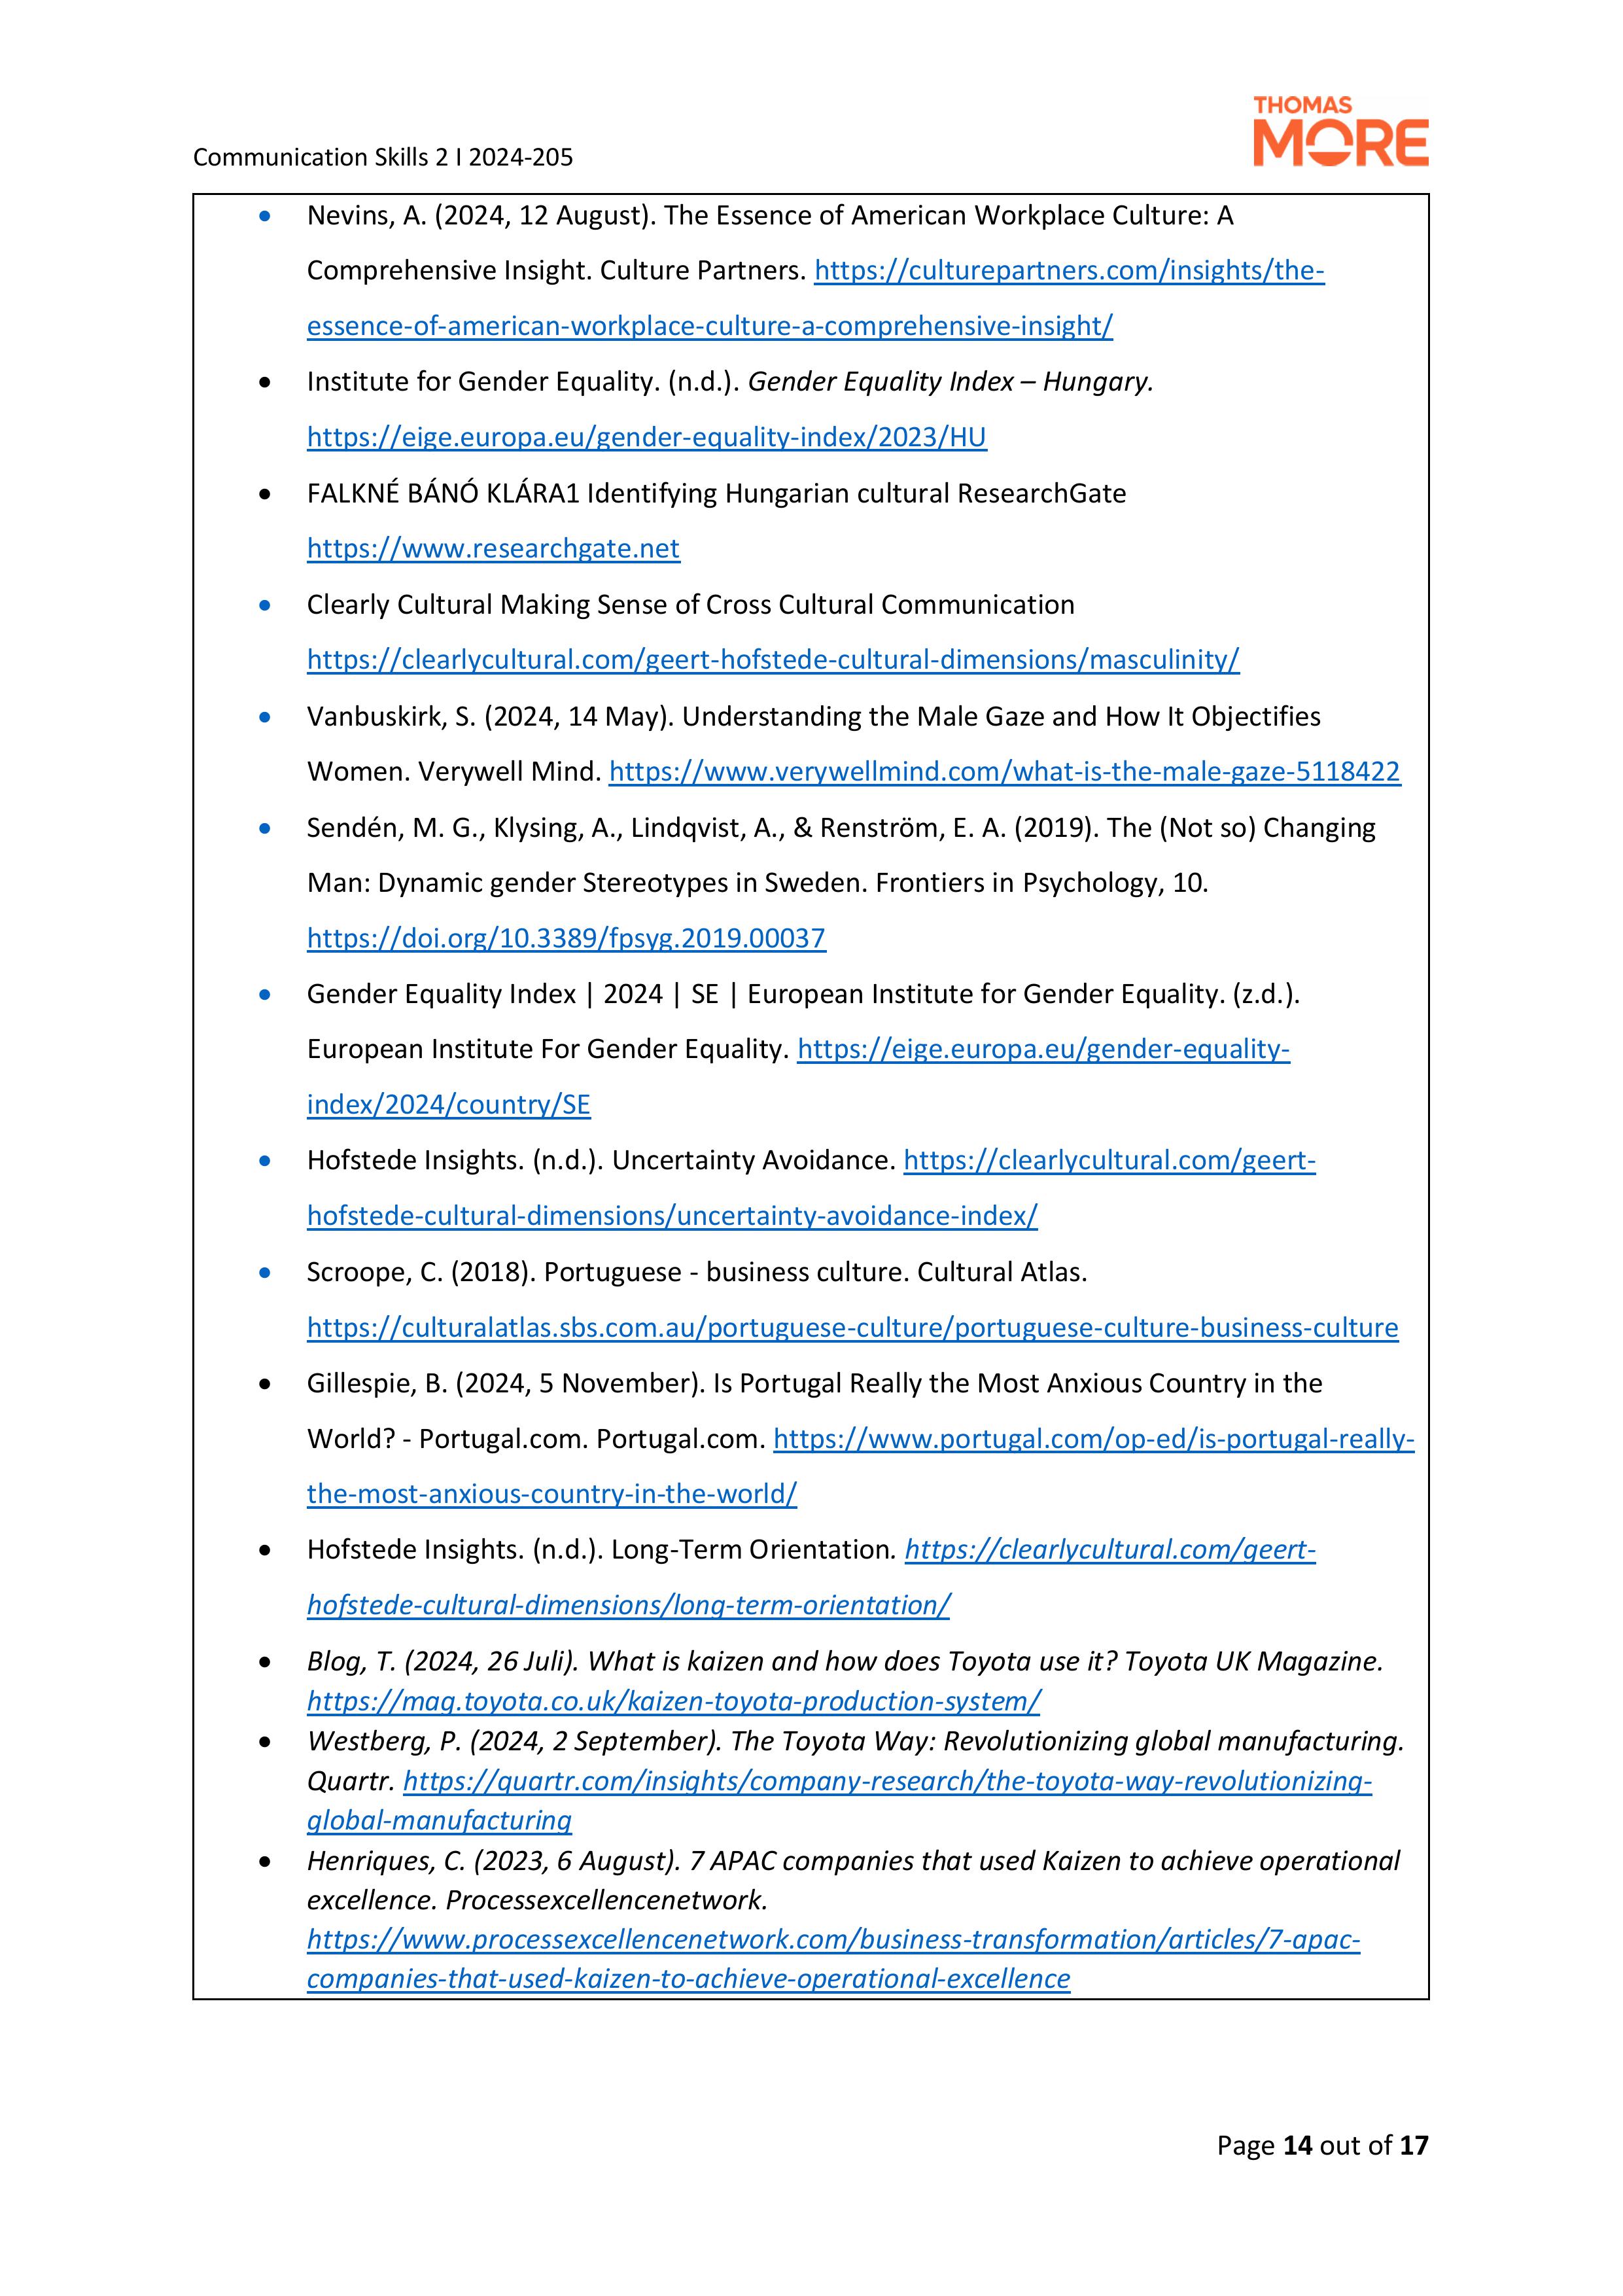 THOMAS
MORE
Communication Skills 2 I 2024-205
• Nevins, A. (2024, 12 August). The Essence of American Workplace Culture: A
Comprehensive Insight. Culture Partners. https://culturepartners.com/insights/the-
essence-of-american-workplace-culture-a-comprehensive-insight/
• Institute for Gender Equality. (n.d.). Gender Equality Index – Hungary.
https://eige.europa.eu/gender-equality-index/2023/HU
• FALKNÉ BÁNÓ KLÁRA1 Identifying Hungarian cultural ResearchGate
https://www.researchgate.net
• Clearly Cultural Making Sense of Cross Cultural Communication
https://clearlycultural.com/geert-hofstede-cultural-dimensions/masculinity/
• Vanbuskirk, S. (2024, 14 May). Understanding the Male Gaze and How It Objectifies
Women. Verywell Mind. https://www.verywellmind.com/what-is-the-male-gaze-5118422
• Sendén, M. G., Klysing, A., Lindqvist, A., & Renström, E. A. (2019). The (Not so) Changing
Man: Dynamic gender Stereotypes in Sweden. Frontiers in Psychology, 10.
https://doi.org/10.3389/fpsyg.2019.00037
• Gender Equality Index | 2024 | SE | European Institute for Gender Equality. (z.d.).
European Institute For Gender Equality. https://eige.europa.eu/gender-equality-
index/2024/country/SE
• Hofstede Insights. (n.d.). Uncertainty Avoidance. https://clearlycultural.com/geert-
hofstede-cultural-dimensions/uncertainty-avoidance-index/
• Scroope, C. (2018). Portuguese - business culture. Cultural Atlas.
https://culturalatlas.sbs.com.au/portuguese-culture/portuguese-culture-business-culture
• Gillespie, B. (2024, 5 November). Is Portugal Really the Most Anxious Country in the
World? - Portugal.com. Portugal.com. https://www.portugal.com/op-ed/is-portugal-really-
the-most-anxious-country-in-the-world/
• Hofstede Insights. (n.d.). Long-Term Orientation. https://clearlycultural.com/geert-
hofstede-cultural-dimensions/long-term-orientation/
• Blog, T. (2024, 26 Juli). What is kaizen and how does Toyota use it? Toyota UK Magazine.
https://mag.toyota.co.uk/kaizen-toyota-production-system/
• Westberg, P. (2024, 2 September). The Toyota Way: Revolutionizing global manufacturing.
Quartr. https://quartr.com/insights/company-research/the-toyota-way-revolutionizing-
global-manufacturing
• Henriques, C. (2023, 6 August). 7 APAC companies that used Kaizen to achieve operational
excellence. Processexcellencenetwork.
https://www.processexcellencenetwork.com/business-transformation/articles/7-apac-
companies-that-used-kaizen-to-achieve-operational-excellence
Page 14 out of 17